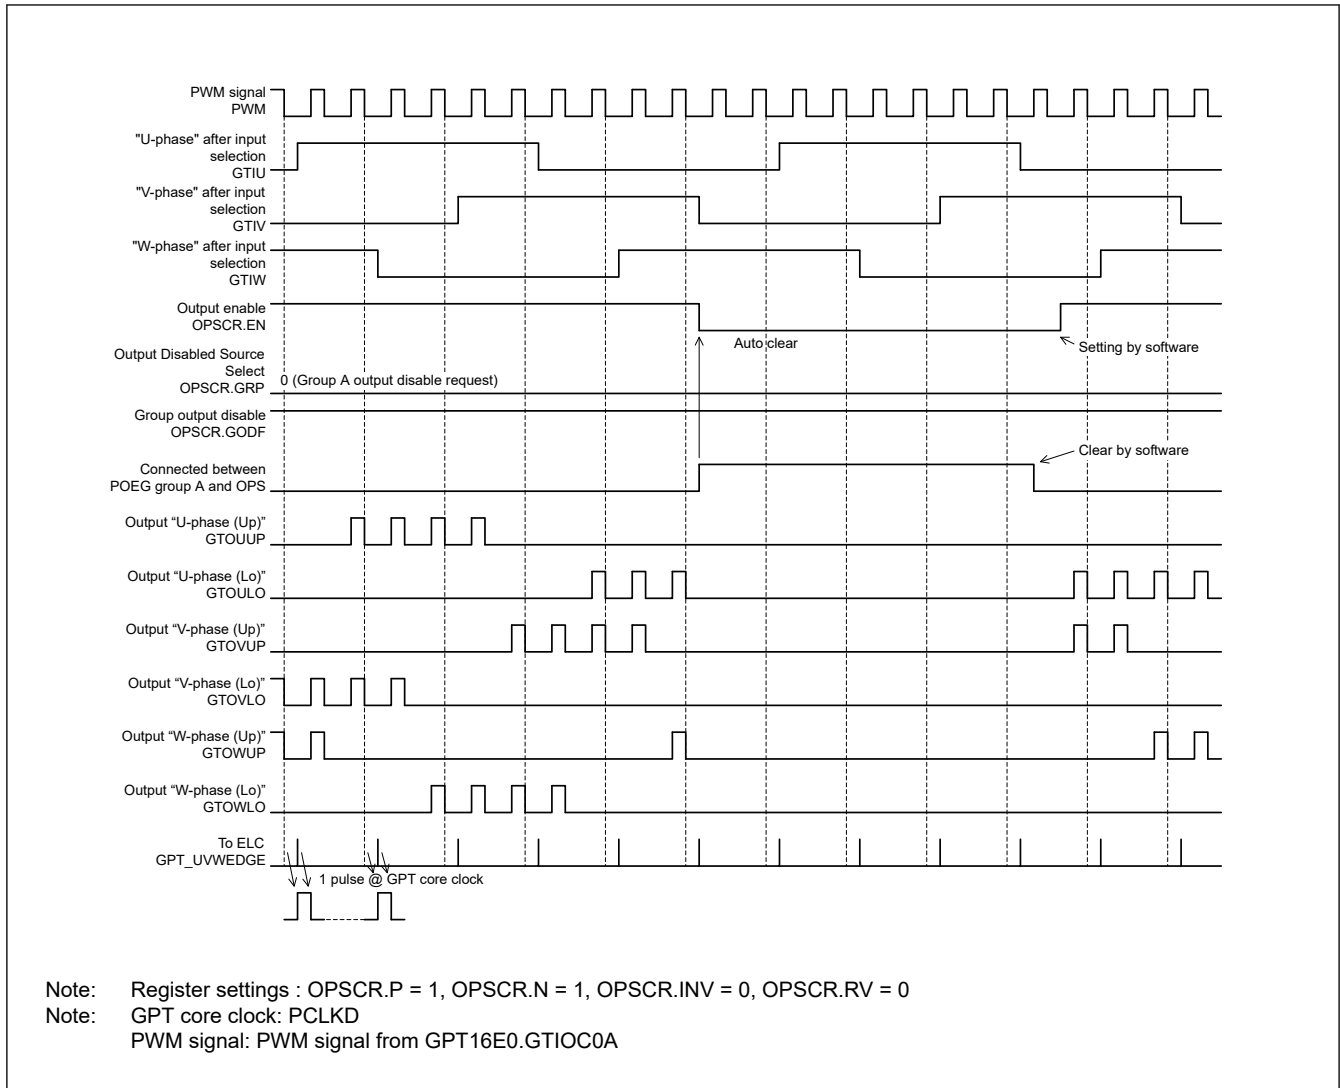 PWM signal
PWM
"U-phase" after input
selection
GTIU
"V-phase" after input
selection
GTIV
"W-phase" after input
selection
GTIW
Output enable
OPSCR.EN
Auto clear
Setting by software
Output Disabled Source
Select
OPSCR.GRP
0 (Group A output disable request)
Group output disable
OPSCR.GODF
Connected between
POEG group A and OPS
Clear by software
Output “U-phase (Up)”
GTOUUP
Output “U-phase (Lo)”
GTOULO
Output “V-phase (Up)”
GTOVUP
Output “V-phase (Lo)”
GTOVLO
Output “W-phase (Up)”
GTOWUP
Output “W-phase (Lo)”
GTOWLO
To ELC
GPT_UVWEDGE
1 pulse @ GPT core clock
Note: Register settings : OPSCR.P = 1, OPSCR.N = 1, OPSCR.INV = 0, OPSCR.RV = 0
Note: GPT core clock: PCLKD
PWM signal: PWM signal from GPT16E0.GTIOC0A